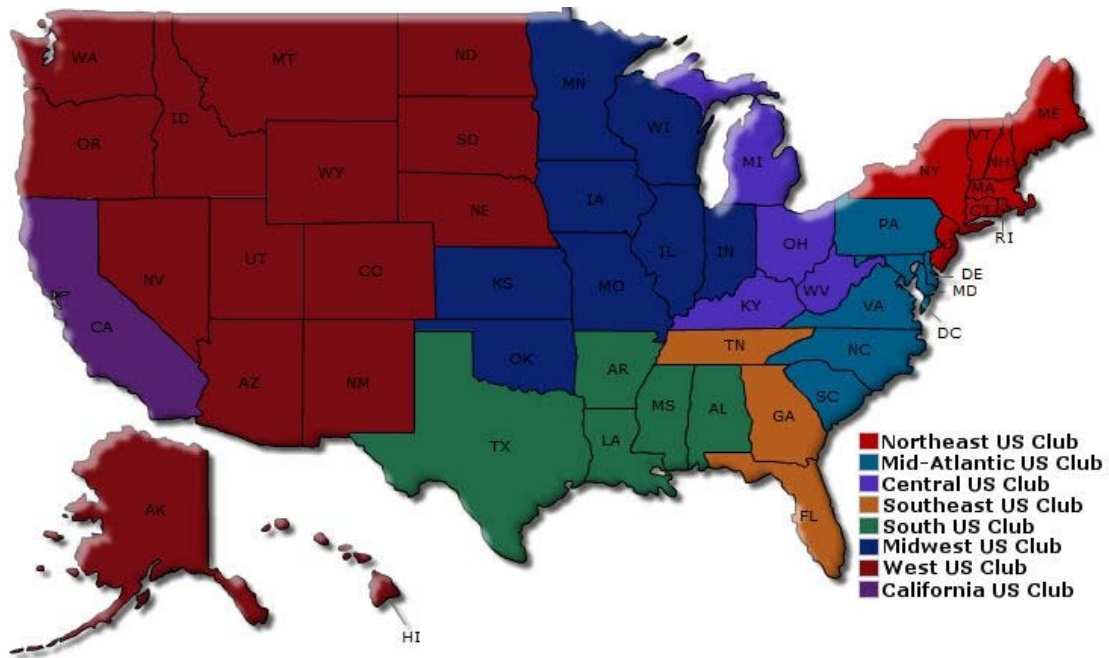 WA
MT
ND
MN
ME
OR
ID
SD
WI
VT
NH
MI
NY
MA
WY
CT
RI
NE
IA
PA
NJ
NV
UT
CO
KS
MO
IL
IN
OH
WV
DE
MD
VA
DC
CA
KY
AZ
NM
OK
TN
NC
AR
SC
TX
LA
MS
AL
GA
FL
AK
HI
Northeast US Club
Mid-Atlantic US Club
Central US Club
Southeast US Club
South US Club
Midwest US Club
West US Club
California US Club